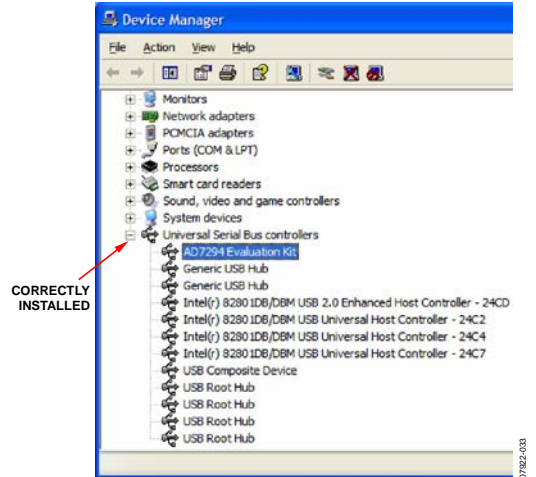 Device Manager
File Action View Help
Monitors
Network adapters
PCMCIA adapters
Ports (COM & LPT)
Processors
Smart card readers
Sound, video and game controllers
System devices
Universal Serial Bus controllers
AD7294 Evaluation Kit
Generic USB Hub
Generic USB Hub
Intel(r) 82801DB/DBM USB 2.0 Enhanced Host Controller - 24CD
Intel(r) 82801DB/DBM USB Universal Host Controller - 24C2
Intel(r) 82801DB/DBM USB Universal Host Controller - 24C4
Intel(r) 82801DB/DBM USB Universal Host Controller - 24C7
USB Composite Device
USB Root Hub
USB Root Hub
USB Root Hub
USB Root Hub
CORRECTLY
INSTALLED
07922-033